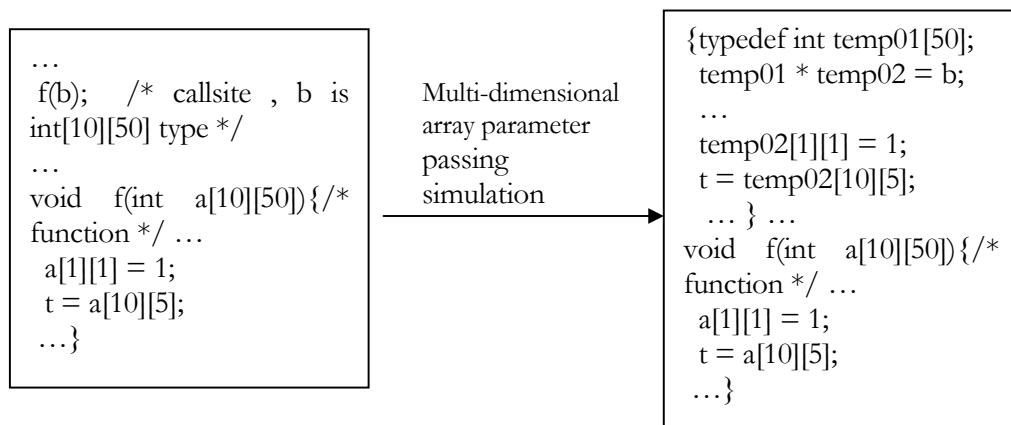 …
f(b); /* callsite , b is
int[10][50] type */
…
void f(int a[10][50]){/*
function */ …
a[1][1] = 1;
t = a[10][5];
…}
Multi-dimensional
array parameter
passing
simulation
{typedef int temp01[50];
temp01 * temp02 = b;
…
temp02[1][1] = 1;
t = temp02[10][5];
… } …
void f(int a[10][50]){/*
function */ …
a[1][1] = 1;
t = a[10][5];
…}